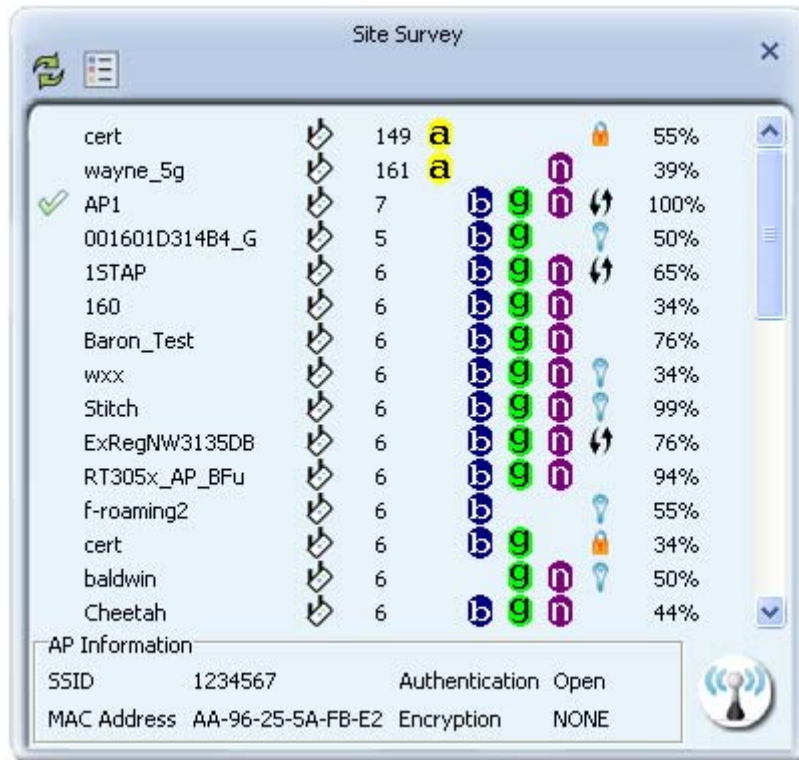 Site Survey
cert 149 a 55%
wayne_5g 161 a n 39%
AP1 7 b g n 100%
001601D314B4_G 5 b g 50%
1STAP 6 b g n 65%
160 6 b g n 34%
Baron_Test 6 b g n 76%
wxx 6 b g n 34%
Stitch 6 b g n 99%
ExRegNW3135DB 6 b g n 76%
RT305x_AP_BFu 6 b g n 94%
f-roaming2 6 b 55%
cert 6 b g 34%
baldwin 6 g n 50%
Cheetah 6 b g n 44%
AP Information
SSID 1234567 Authentication Open
MAC Address AA-96-25-5A-FB-E2 Encryption NONE